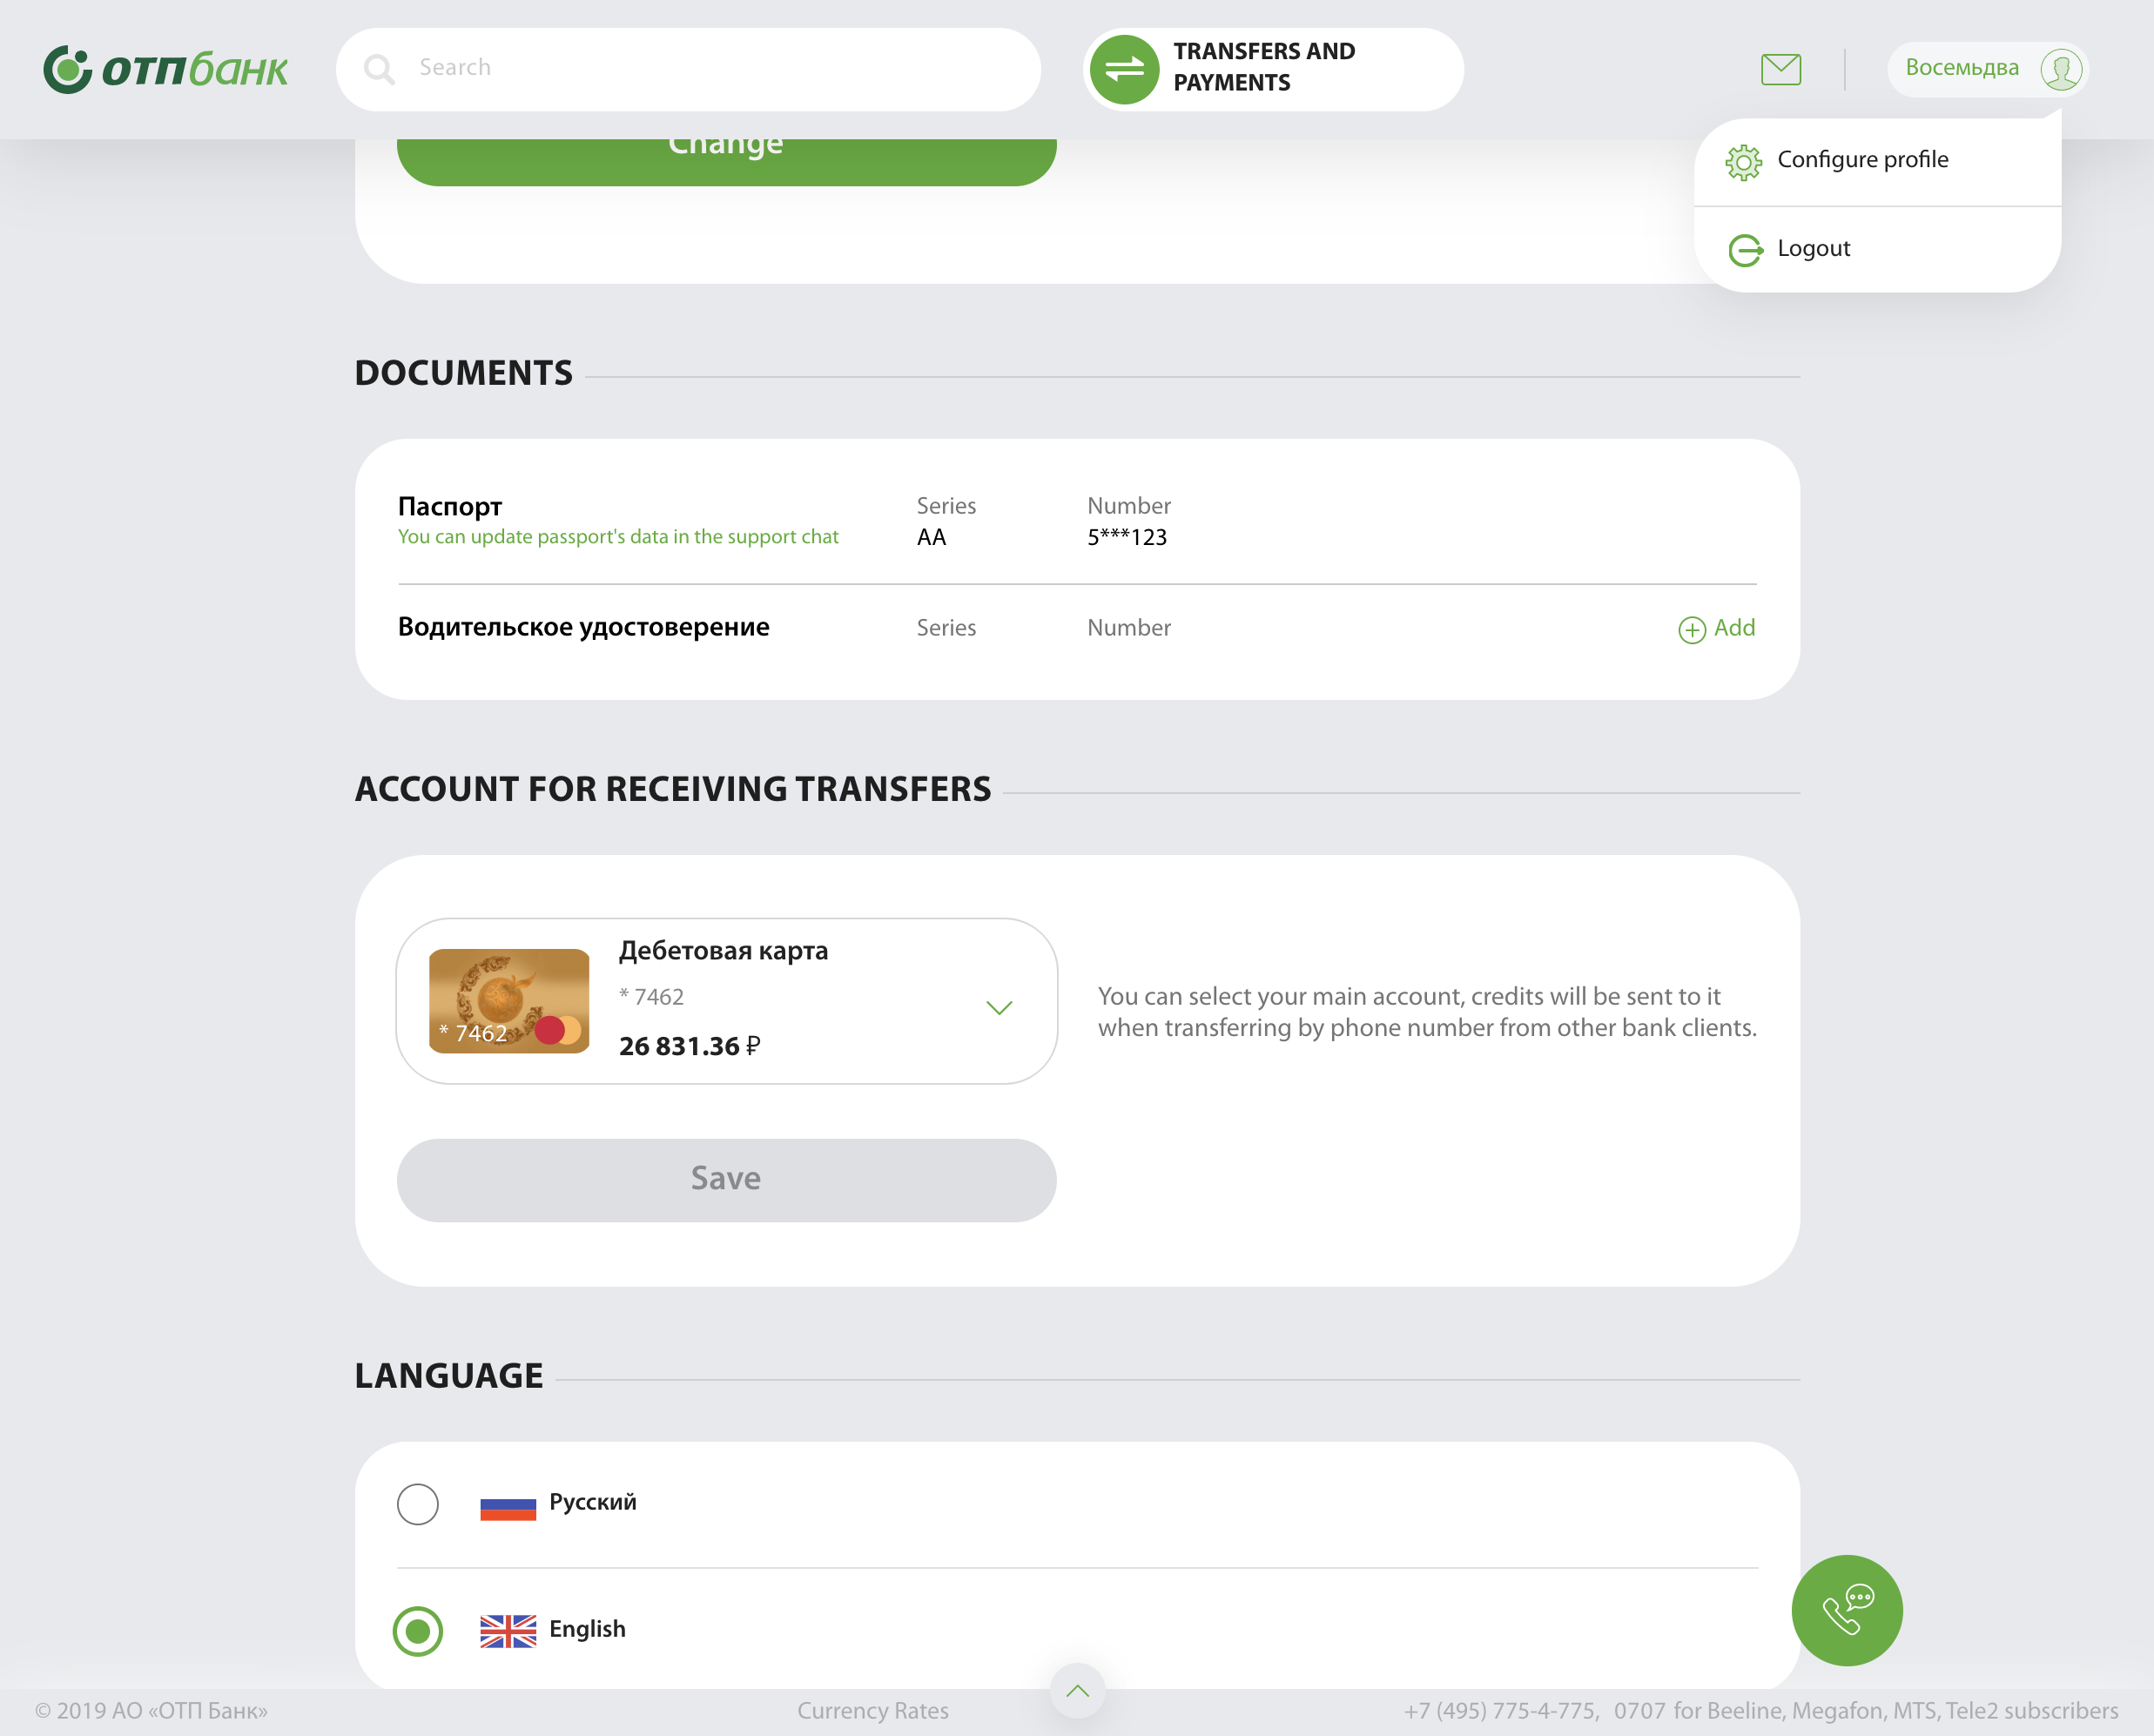 ОТПбанк
Search
TRANSFERS AND
PAYMENTS
Восемьдва
Configure profile
Logout
Change
DOCUMENTS
Паспорт
You can update passport's data in the support chat
Series
AA
Number
5***123
Водительское удостоверение
Series
Number
Add
ACCOUNT FOR RECEIVING TRANSFERS
Дебетовая карта
* 7462
26 831.36 ₽
* 7462
You can select your main account, credits will be sent to it
when transferring by phone number from other bank clients.
Save
LANGUAGE
Русский
English
© 2019 АО «ОТП Банк»
Currency Rates
+7 (495) 775-4-775, 0707 for Beeline, Megafon, MTS, Tele2 subscribers